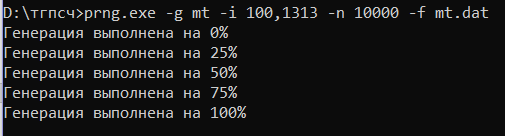 D:\тгпсч>prng.exe -g mt -i 100,1313 -n 10000 -f mt.dat
Генерация выполнена на 0%
Генерация выполнена на 25%
Генерация выполнена на 50%
Генерация выполнена на 75%
Генерация выполнена на 100%